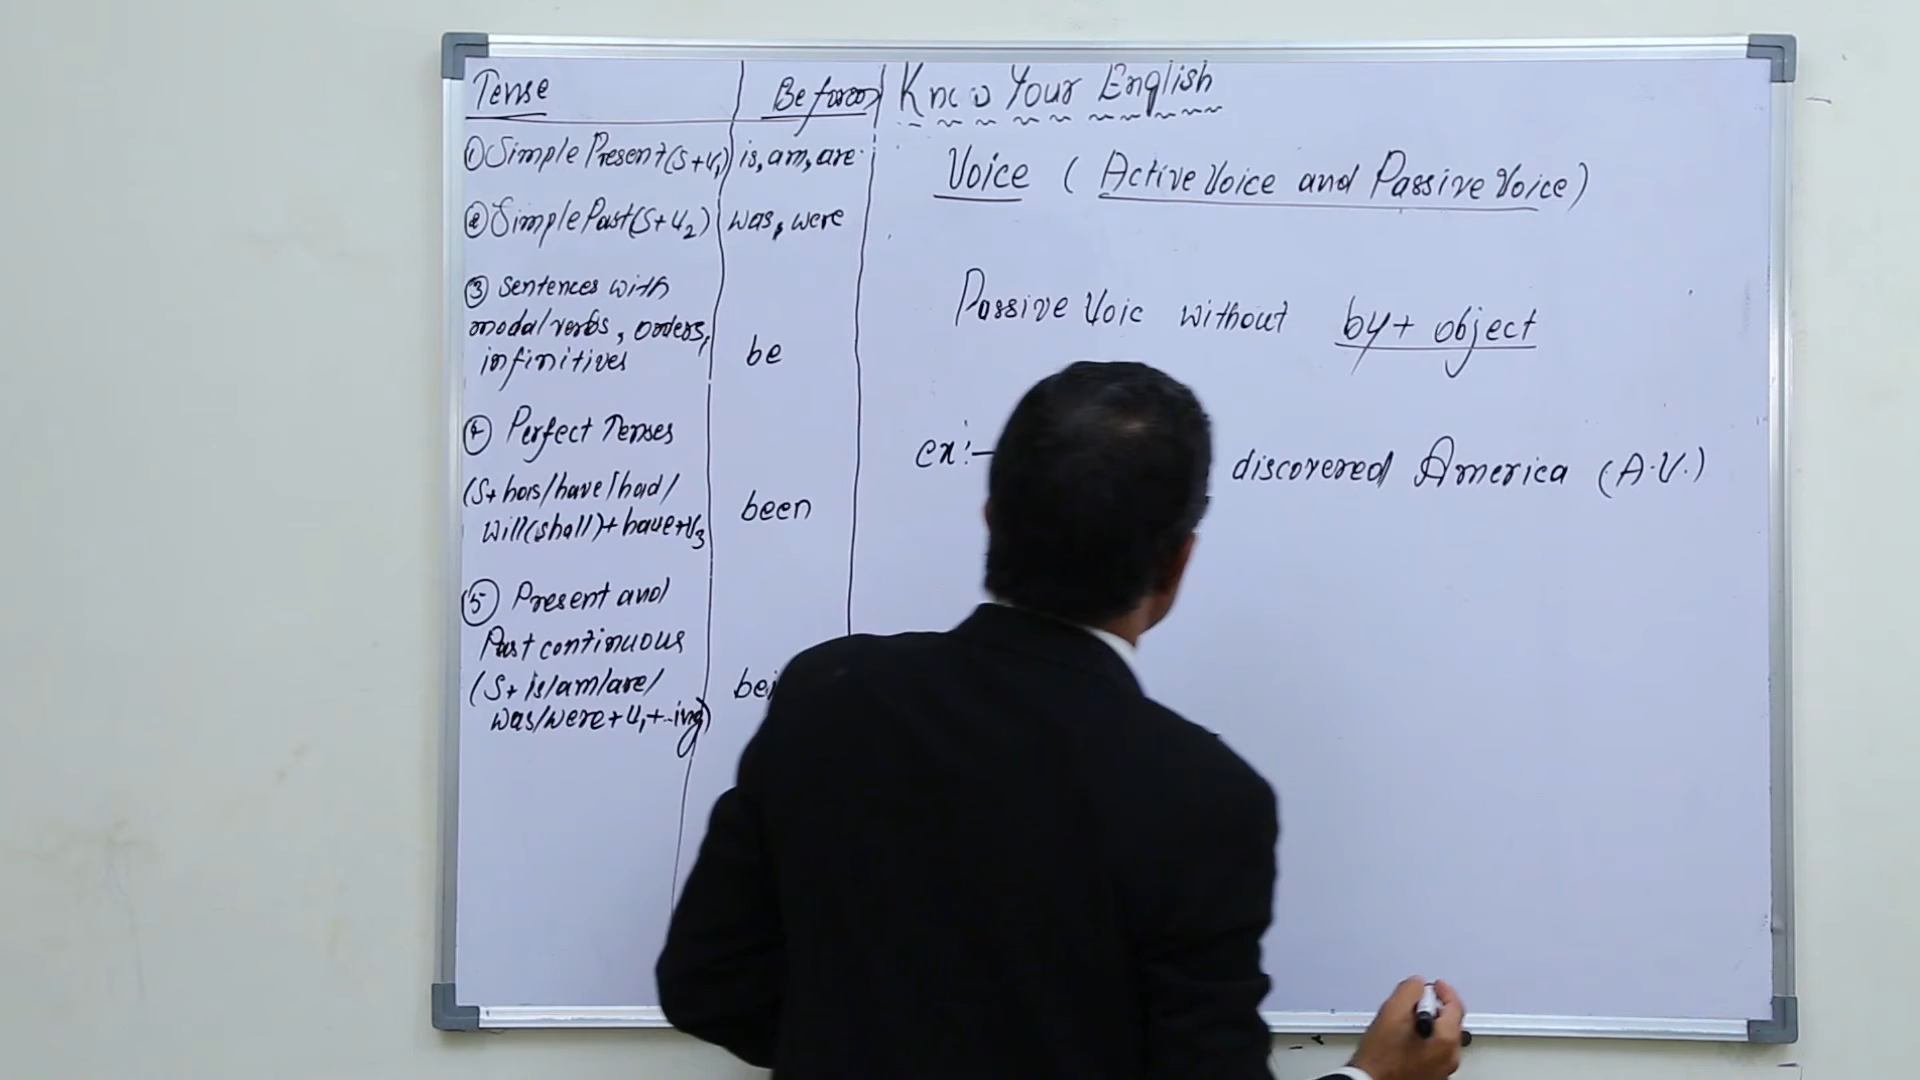 Tense
Be forms
① Simple Present (S+V1) is, am, are
② Simple Past (S+V2) was, were
③ Sentences with
modal verbs, orders,
infinitives
be
④ Perfect Tenses
(S+has/have/had/
will(shall)+have+V3
been
⑤ Present and
Past continuous
(S+is/am/are/
was/were+V1+-ing)
Know Your English
Voice (Active Voice and Passive Voice)
Passive Voic without by+ object
ex:-
discovered America (A.V.)